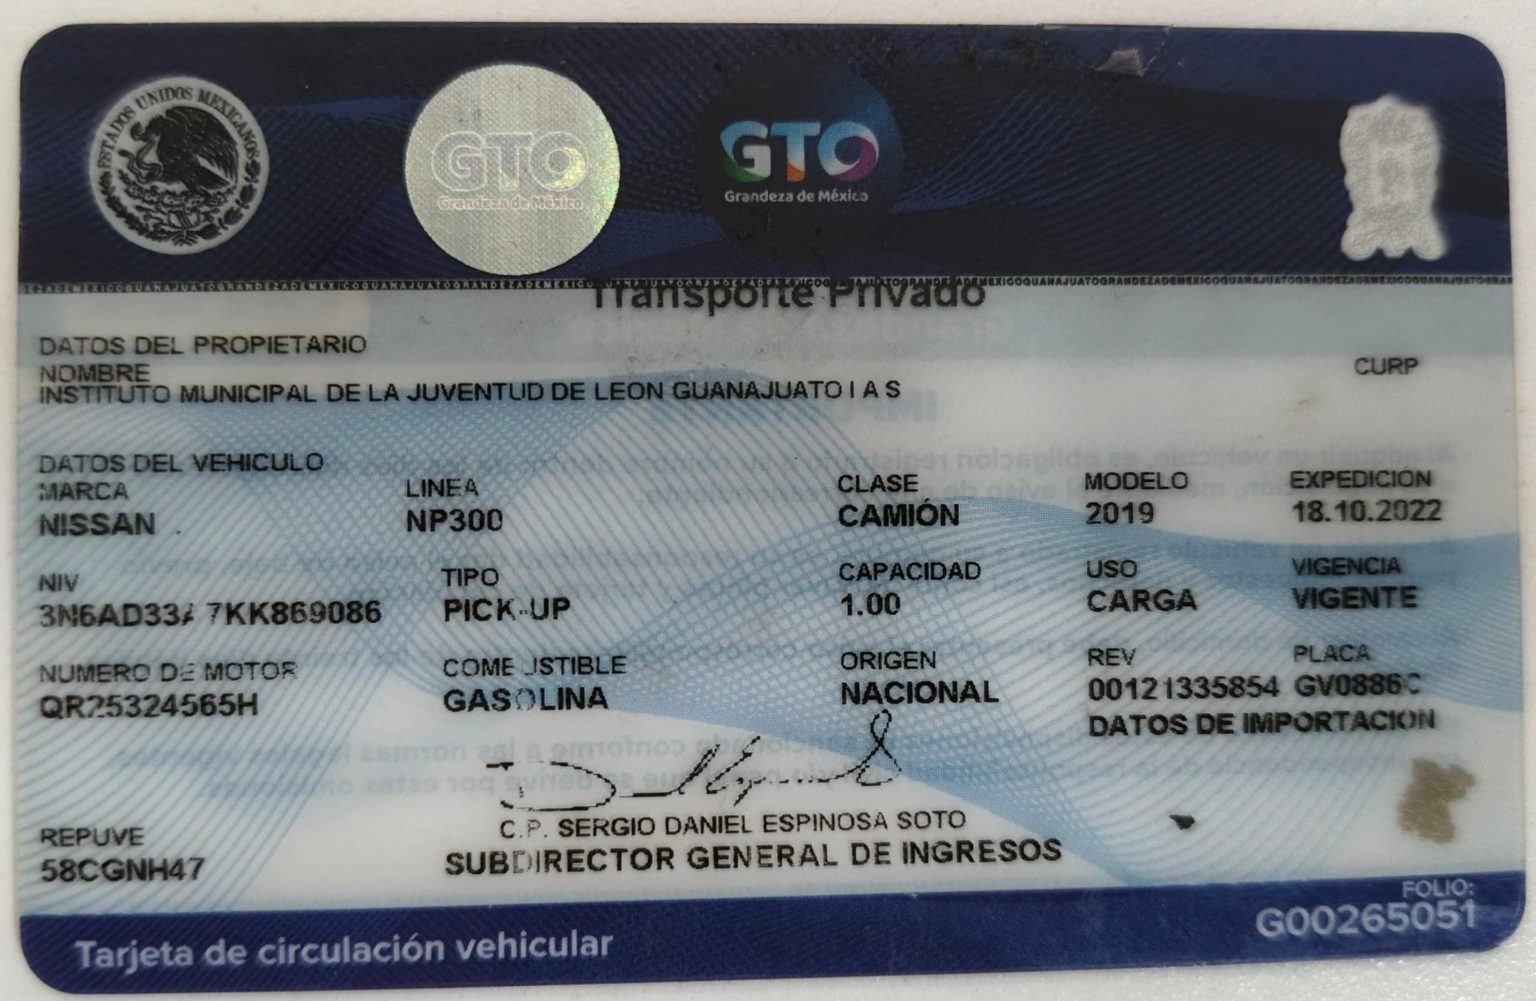 ESTADOS UNIDOS MEXICANOS
GTO
Grandeza de México
GTO
Grandeza de México
Transporte Privado
DATOS DEL PROPIETARIO
NOMBRE CURP
INSTITUTO MUNICIPAL DE LA JUVENTUD DE LEON GUANAJUATO I A S
DATOS DEL VEHICULO
MARCA LINEA CLASE MODELO EXPEDICIÓN
NISSAN NP300 CAMIÓN 2019 18.10.2022
NIV TIPO CAPACIDAD USO VIGENCIA
PICK-UP 1.00 CARGA VIGENTE
NUMERO DE MOTOR COMBUSTIBLE ORIGEN REV PLACA
QR25324565H GASOLINA NACIONAL 00121335854 GV0886C
DATOS DE IMPORTACION
C.P. SERGIO DANIEL ESPINOSA SOTO
SUBDIRECTOR GENERAL DE INGRESOS
REPUVE
58CGNH47
FOLIO:
G00265051
Tarjeta de circulación vehicular